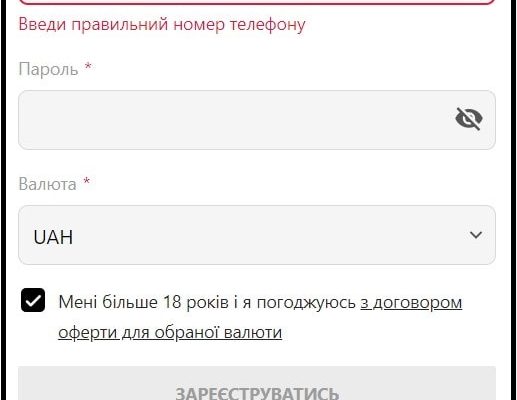 Введи правильний номер телефону
Пароль *
Валюта *
UAH
Мені більше 18 років і я погоджуюсь з договором
оферти для обраної валюти
ЗАРЕЄСТРУВАТИСЬ